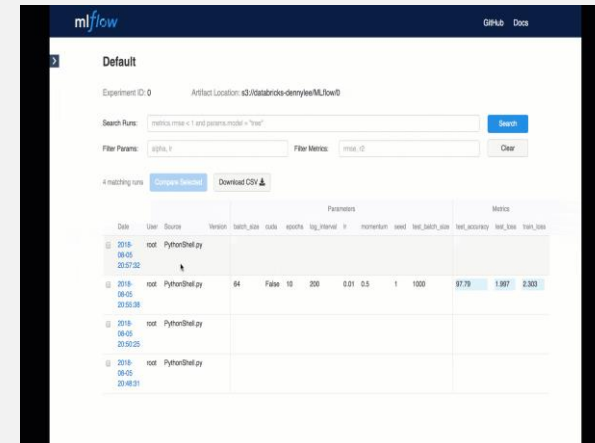 mlflow
GitHub Docs
Default
Experiment ID: 0 Artifact Location: s3://databricks-dennylee/MLflow/0
Search Runs: metrics.rmse < 1 and params.model = "tree" Search
Filter Params: alpha, lr Filter Metrics: rmse, r2 Clear
4 matching runs Compare Selected Download CSV
Parameters Metrics
Date User Source Version batch_size cuda epochs log_interval lr momentum seed test_batch_size test_accuracy test_loss train_loss
2018-
08-05
20:57:32
root PythonShell.py
2018-
08-05
20:55:38
root PythonShell.py 64 False 10 200 0.01 0.5 1 1000 97.79 1.997 2.303
2018-
08-05
20:50:25
root PythonShell.py
2018-
08-05
20:48:31
root PythonShell.py